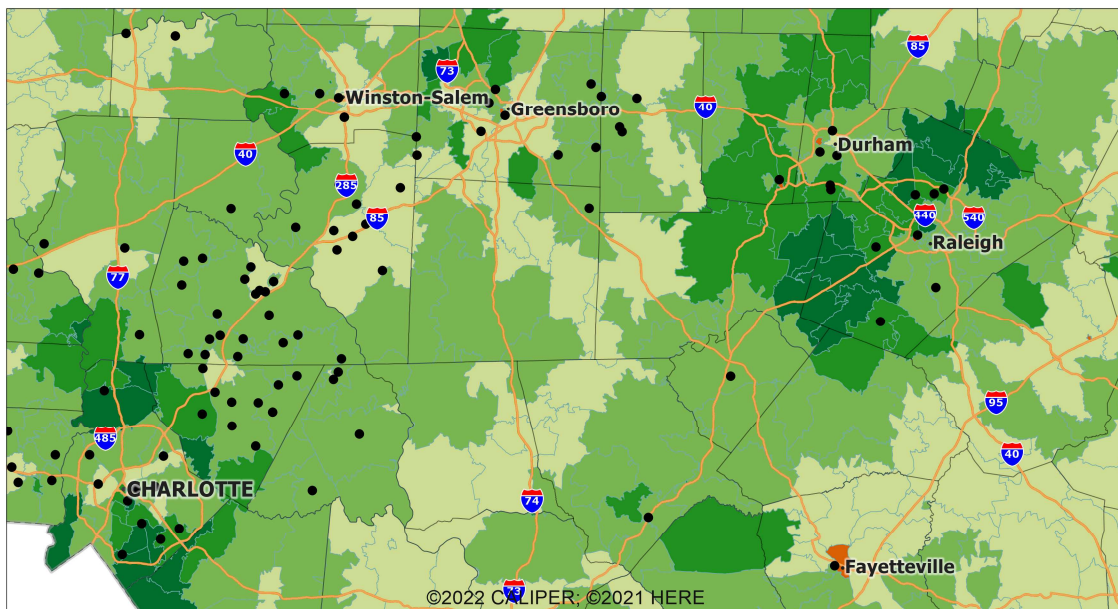 85
73
Winston-Salem
Greensboro
40
Durham
40
285
85
440
540
Raleigh
77
95
485
40
CHARLOTTE
74
Fayetteville
73
©2022 CALIPER; ©2021 HERE